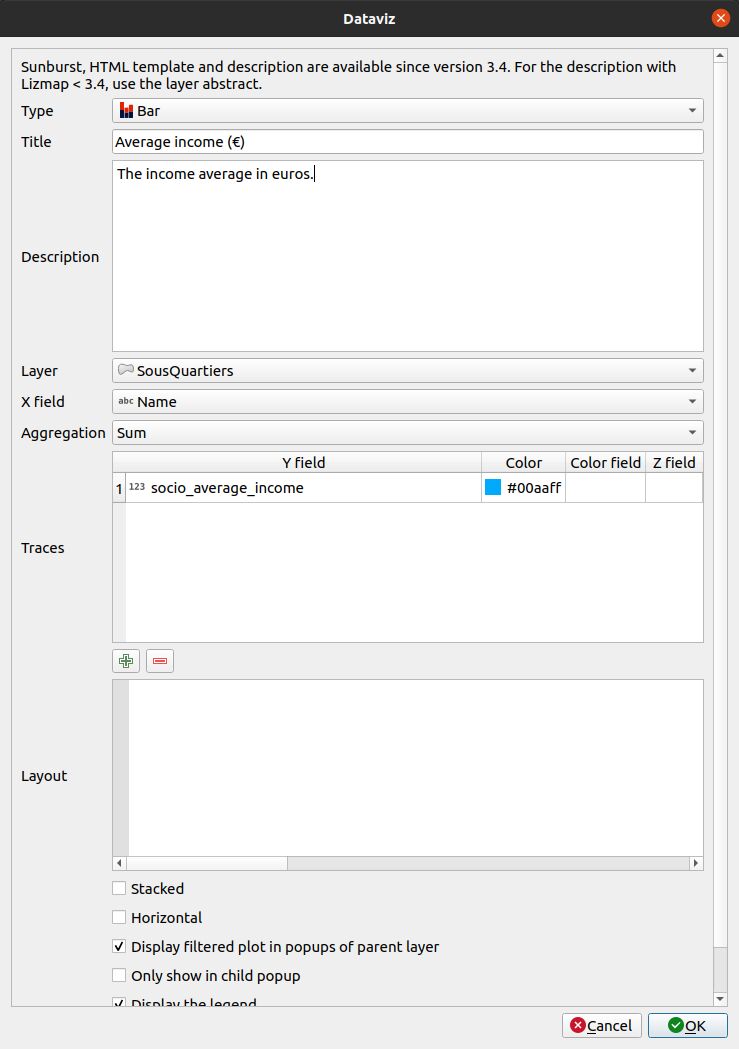 Dataviz
Sunburst, HTML template and description are available since version 3.4. For the description with
Lizmap < 3.4, use the layer abstract.
Type Bar
Title Average income (€)
Description The income average in euros.
Layer SousQuartiers
X field abc Name
Aggregation Sum
Traces
Y field Color Color field Z field
1 123 socio_average_income #00aaff
Layout
Stacked
Horizontal
Display filtered plot in popups of parent layer
Only show in child popup
Display the legend
Cancel OK